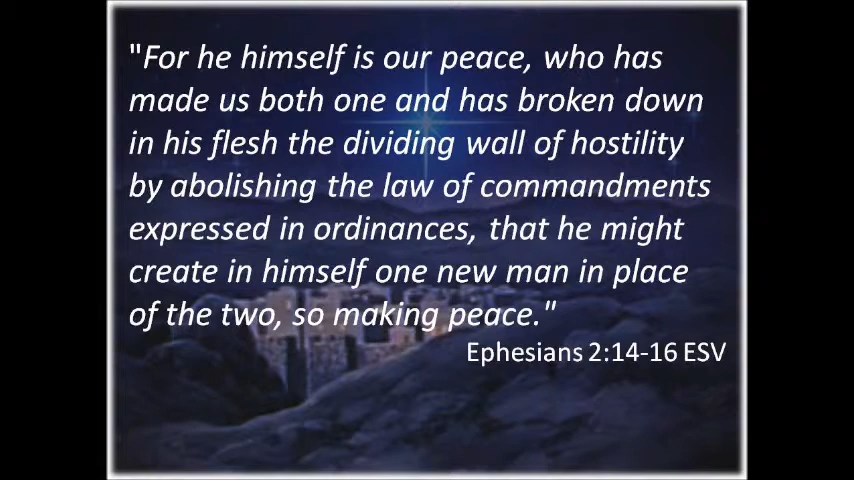 "For he himself is our peace, who has
made us both one and has broken down
in his flesh the dividing wall of hostility
by abolishing the law of commandments
expressed in ordinances, that he might
create in himself one new man in place
of the two, so making peace."
Ephesians 2:14-16 ESV